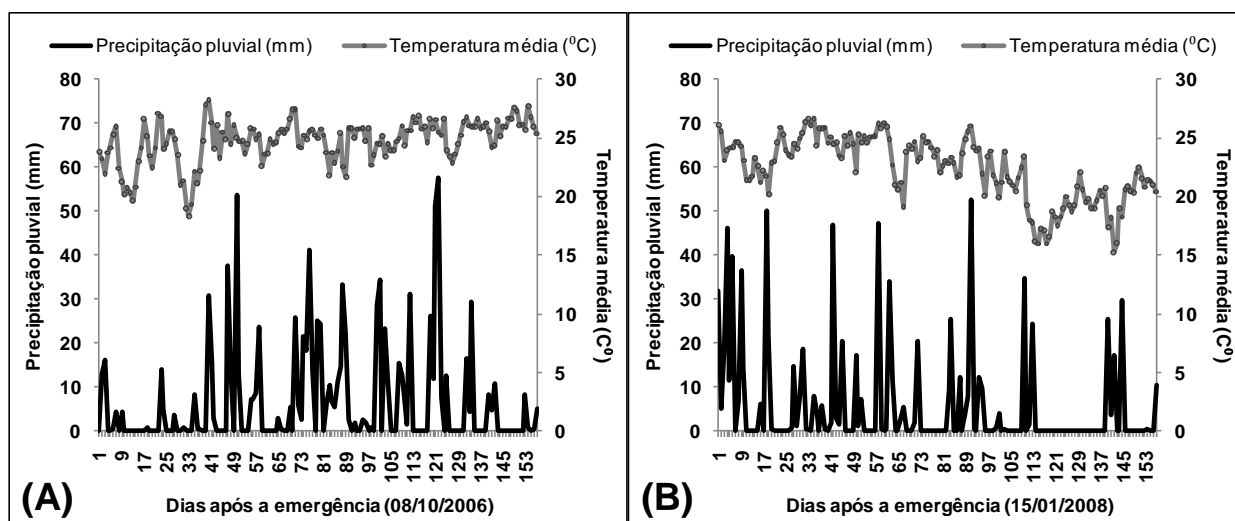 Precipitação pluvial (mm) Temperatura média (⁰C)
80
70
60
50
40
30
20
10
0
Precipitação pluvial (mm)
30
25
20
15
10
5
0
Temperatura média (C⁰)
1 9 17 25 33 41 49 57 65 73 81 89 97 105 113 121 129 137 145 153
Dias após a emergência (08/10/2006)
(A)
Precipitação pluvial (mm) Temperatura média (⁰C)
80
70
60
50
40
30
20
10
0
Precipitação pluvial (mm)
30
25
20
15
10
5
0
Temperatura média (C⁰)
1 9 17 25 33 41 49 57 65 73 81 89 97 105 113 121 129 137 145 153
Dias após a emergência (15/01/2008)
(B)